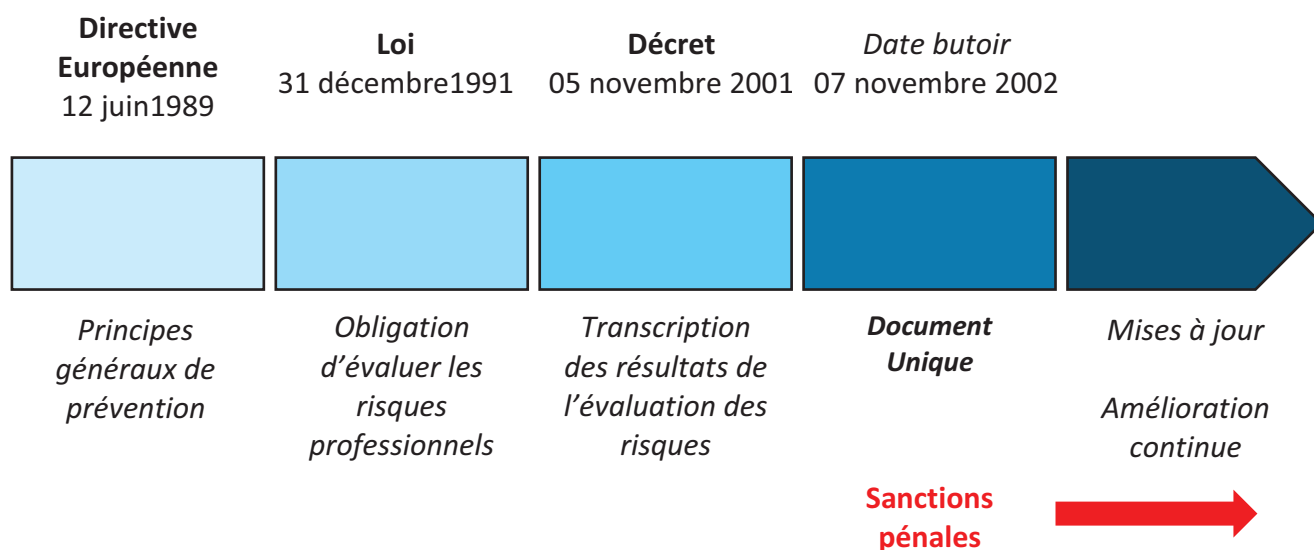 Directive
Européenne
12 juin1989
Loi
31 décembre1991
Décret
05 novembre 2001
Date butoir
07 novembre 2002
Principes
généraux de
prévention
Obligation
d’évaluer les
risques
professionnels
Transcription
des résultats de
l’évaluation des
risques
Document
Unique
Mises à jour
Amélioration
continue
Sanctions
pénales